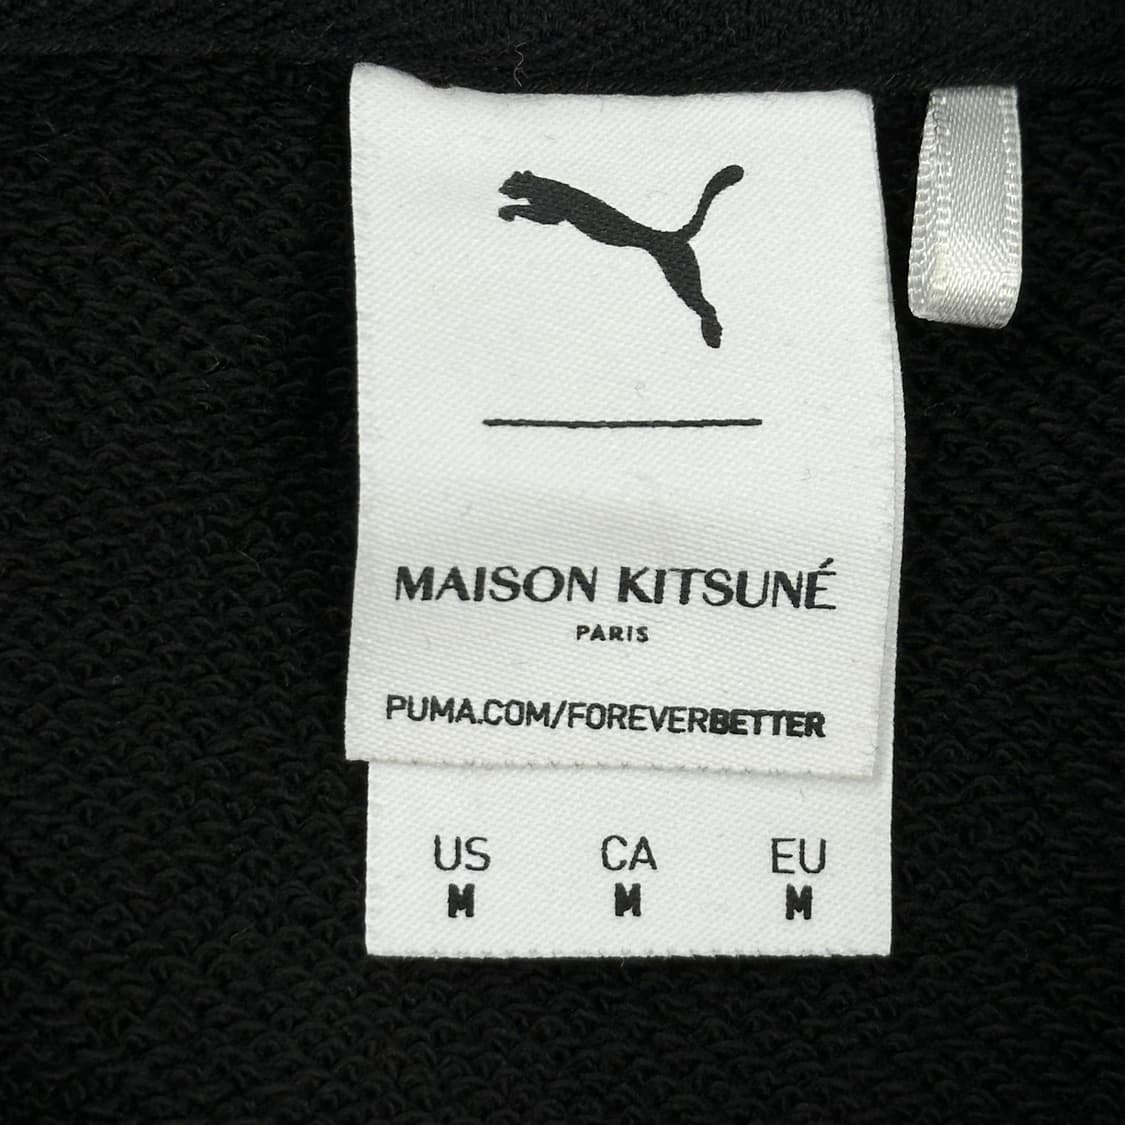 MAISON KITSUNÉ
PARIS
PUMA.COM/FOREVERBETTER
US CA EU
M M M